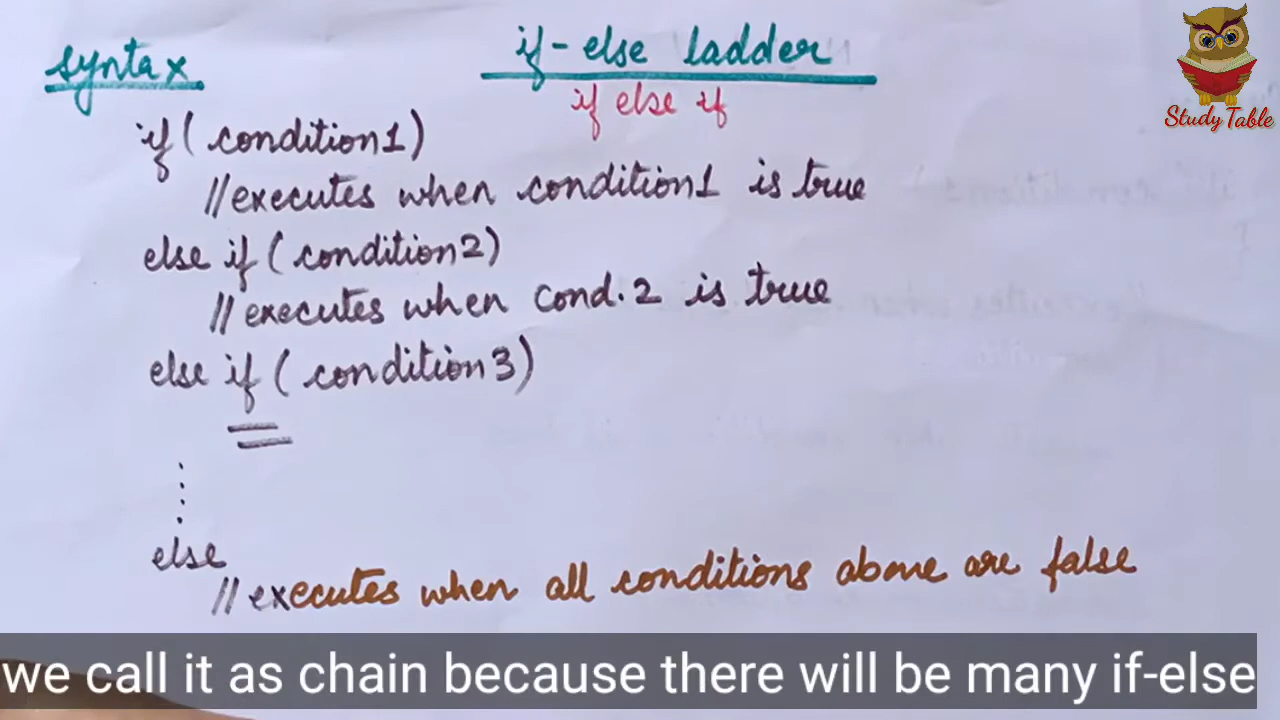 syntax
if-else ladder
if else if
Study Table
if( condition1)
//executes when condition1 is true
else if( condition2)
// executes when cond. 2 is true
else if( condition3)
else
//executes when all conditions above are false
we call it as chain because there will be many if-else